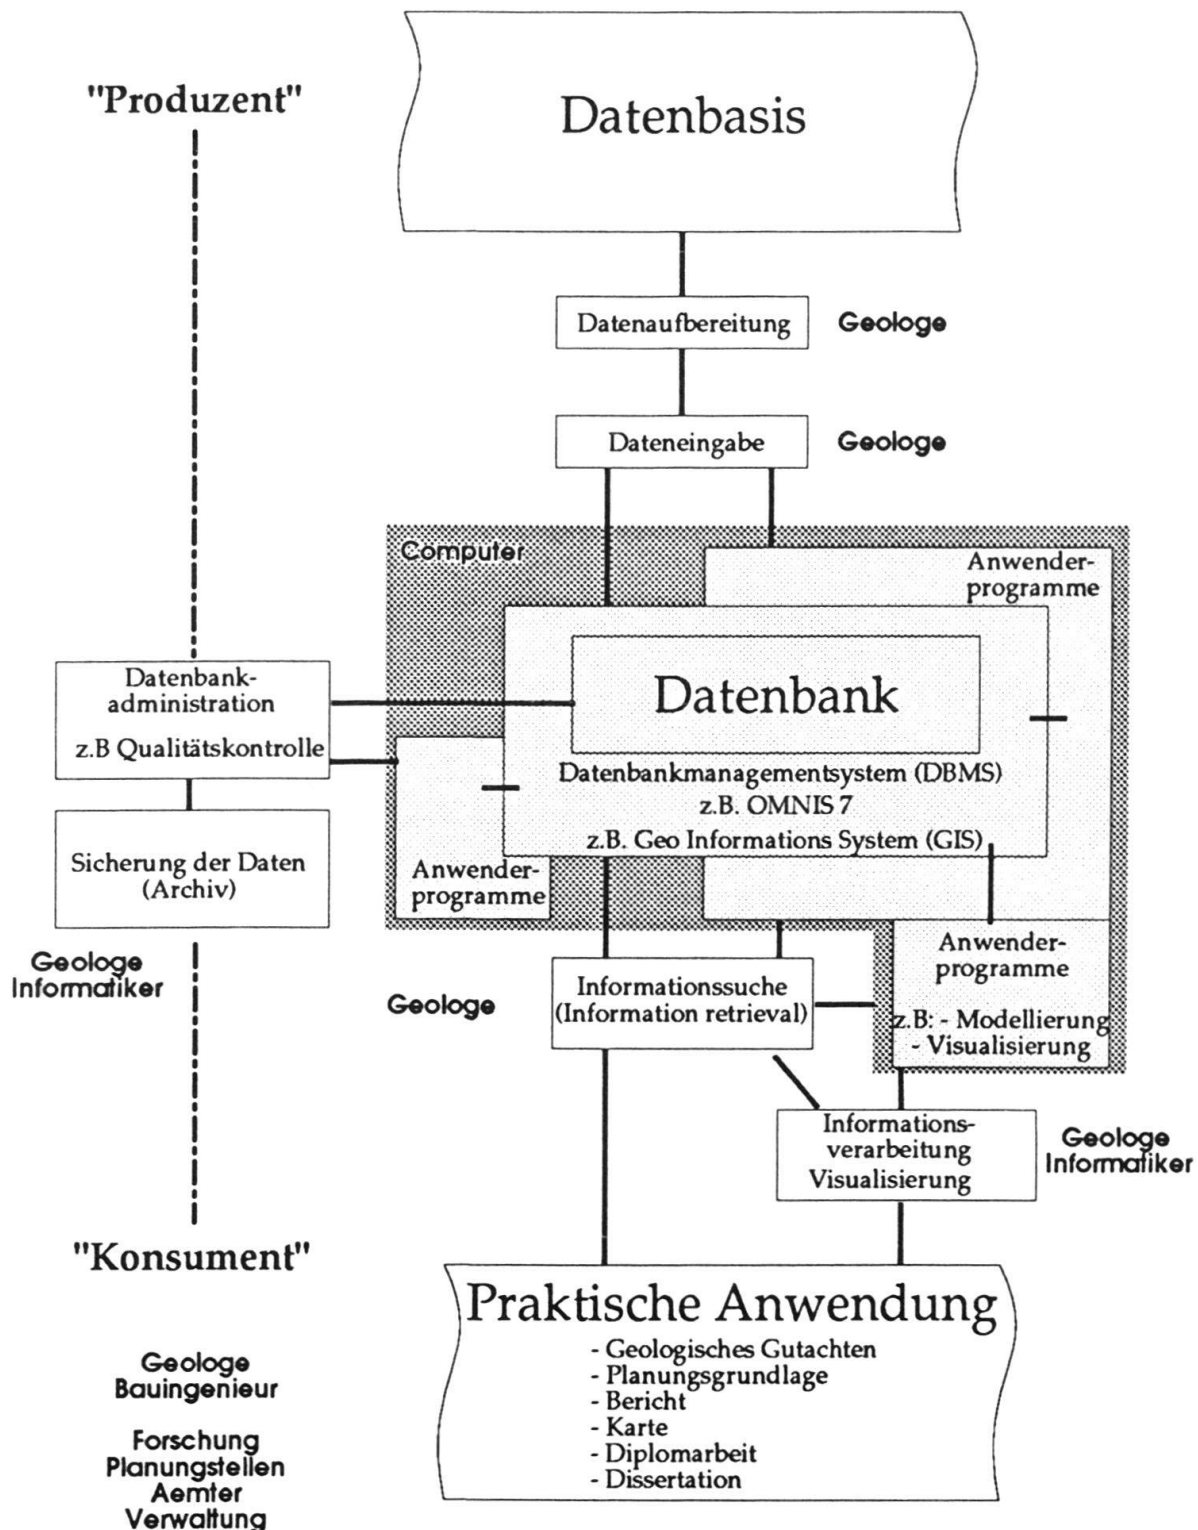 "Produzent"
Datenbasis
Datenaufbereitung
Geologe
Dateneingabe
Geologe
Computer
Anwender-
programme
Datenbank-
administration
z.B Qualitätskontrolle
Datenbank
Datenbankmanagementsystem (DBMS)
z.B. OMNIS 7
z.B. Geo Informations System (GIS)
Sicherung der Daten
(Archiv)
Anwender-
programme
Geologe
Informatiker
Geologe
Informationssuche
(Information retrieval)
Anwender-
programme
z.B: - Modellierung
- Visualisierung
Informations-
verarbeitung
Visualisierung
Geologe
Informatiker
"Konsument"
Geologe
Bauingenieur
Forschung
Planungstellen
Aemter
Verwaltung
Praktische Anwendung
- Geologisches Gutachten
- Planungsgrundlage
- Bericht
- Karte
- Diplomarbeit
- Dissertation